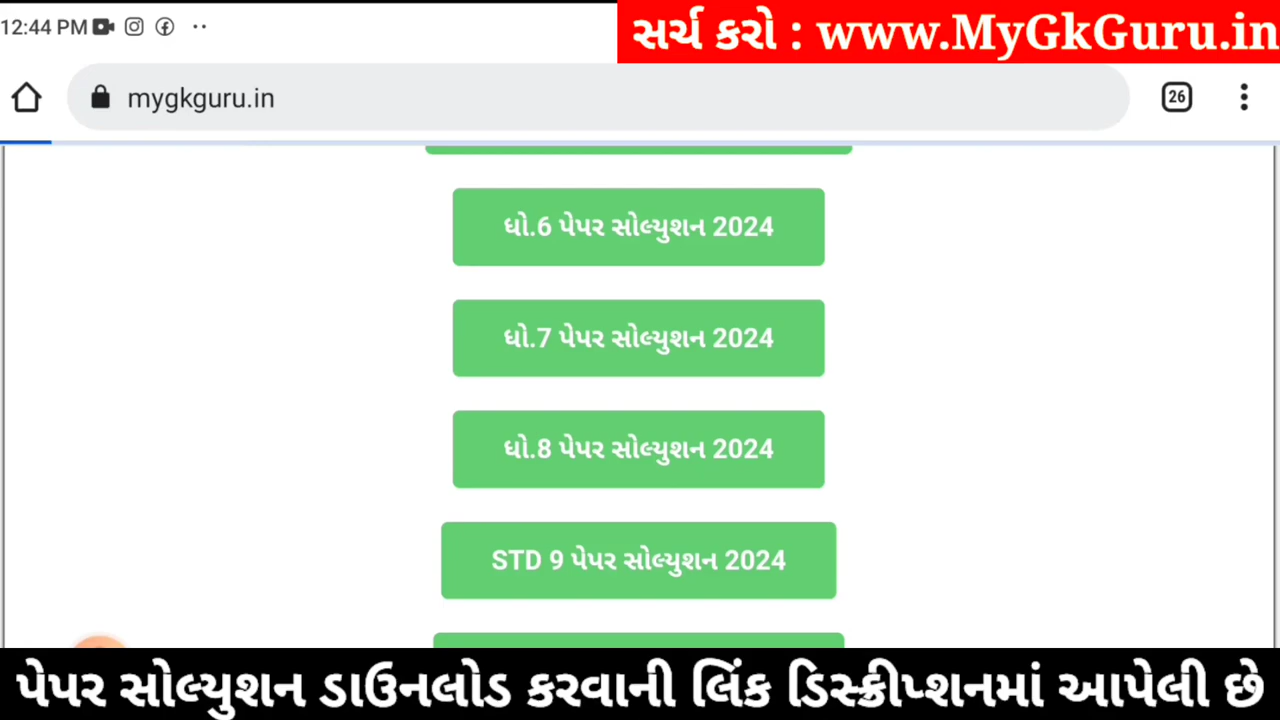 12:44 PM
સર્ચ કરો : www.MyGkGuru.in
mygkguru.in
26
ધો.6 પેપર સોલ્યુશન 2024
ધો.7 પેપર સોલ્યુશન 2024
ધો.8 પેપર સોલ્યુશન 2024
STD 9 પેપર સોલ્યુશન 2024
પેપર સોલ્યુશન ડાઉનલોડ કરવાની લિંક ડિસ્ક્રીપ્શનમાં આપેલી છે